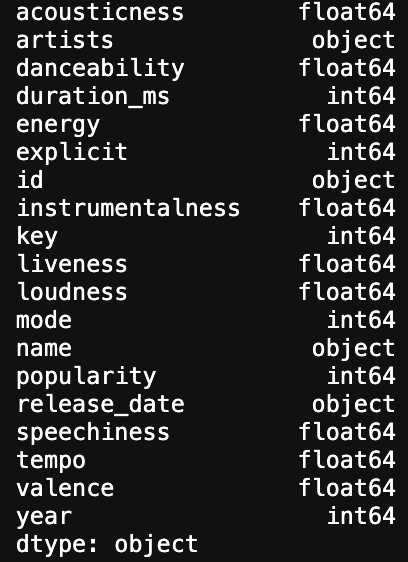 acousticness float64
artists object
danceability float64
duration_ms int64
energy float64
explicit int64
id object
instrumentalness float64
key int64
liveness float64
loudness float64
mode int64
name object
popularity int64
release_date object
speechiness float64
tempo float64
valence float64
year int64
dtype: object